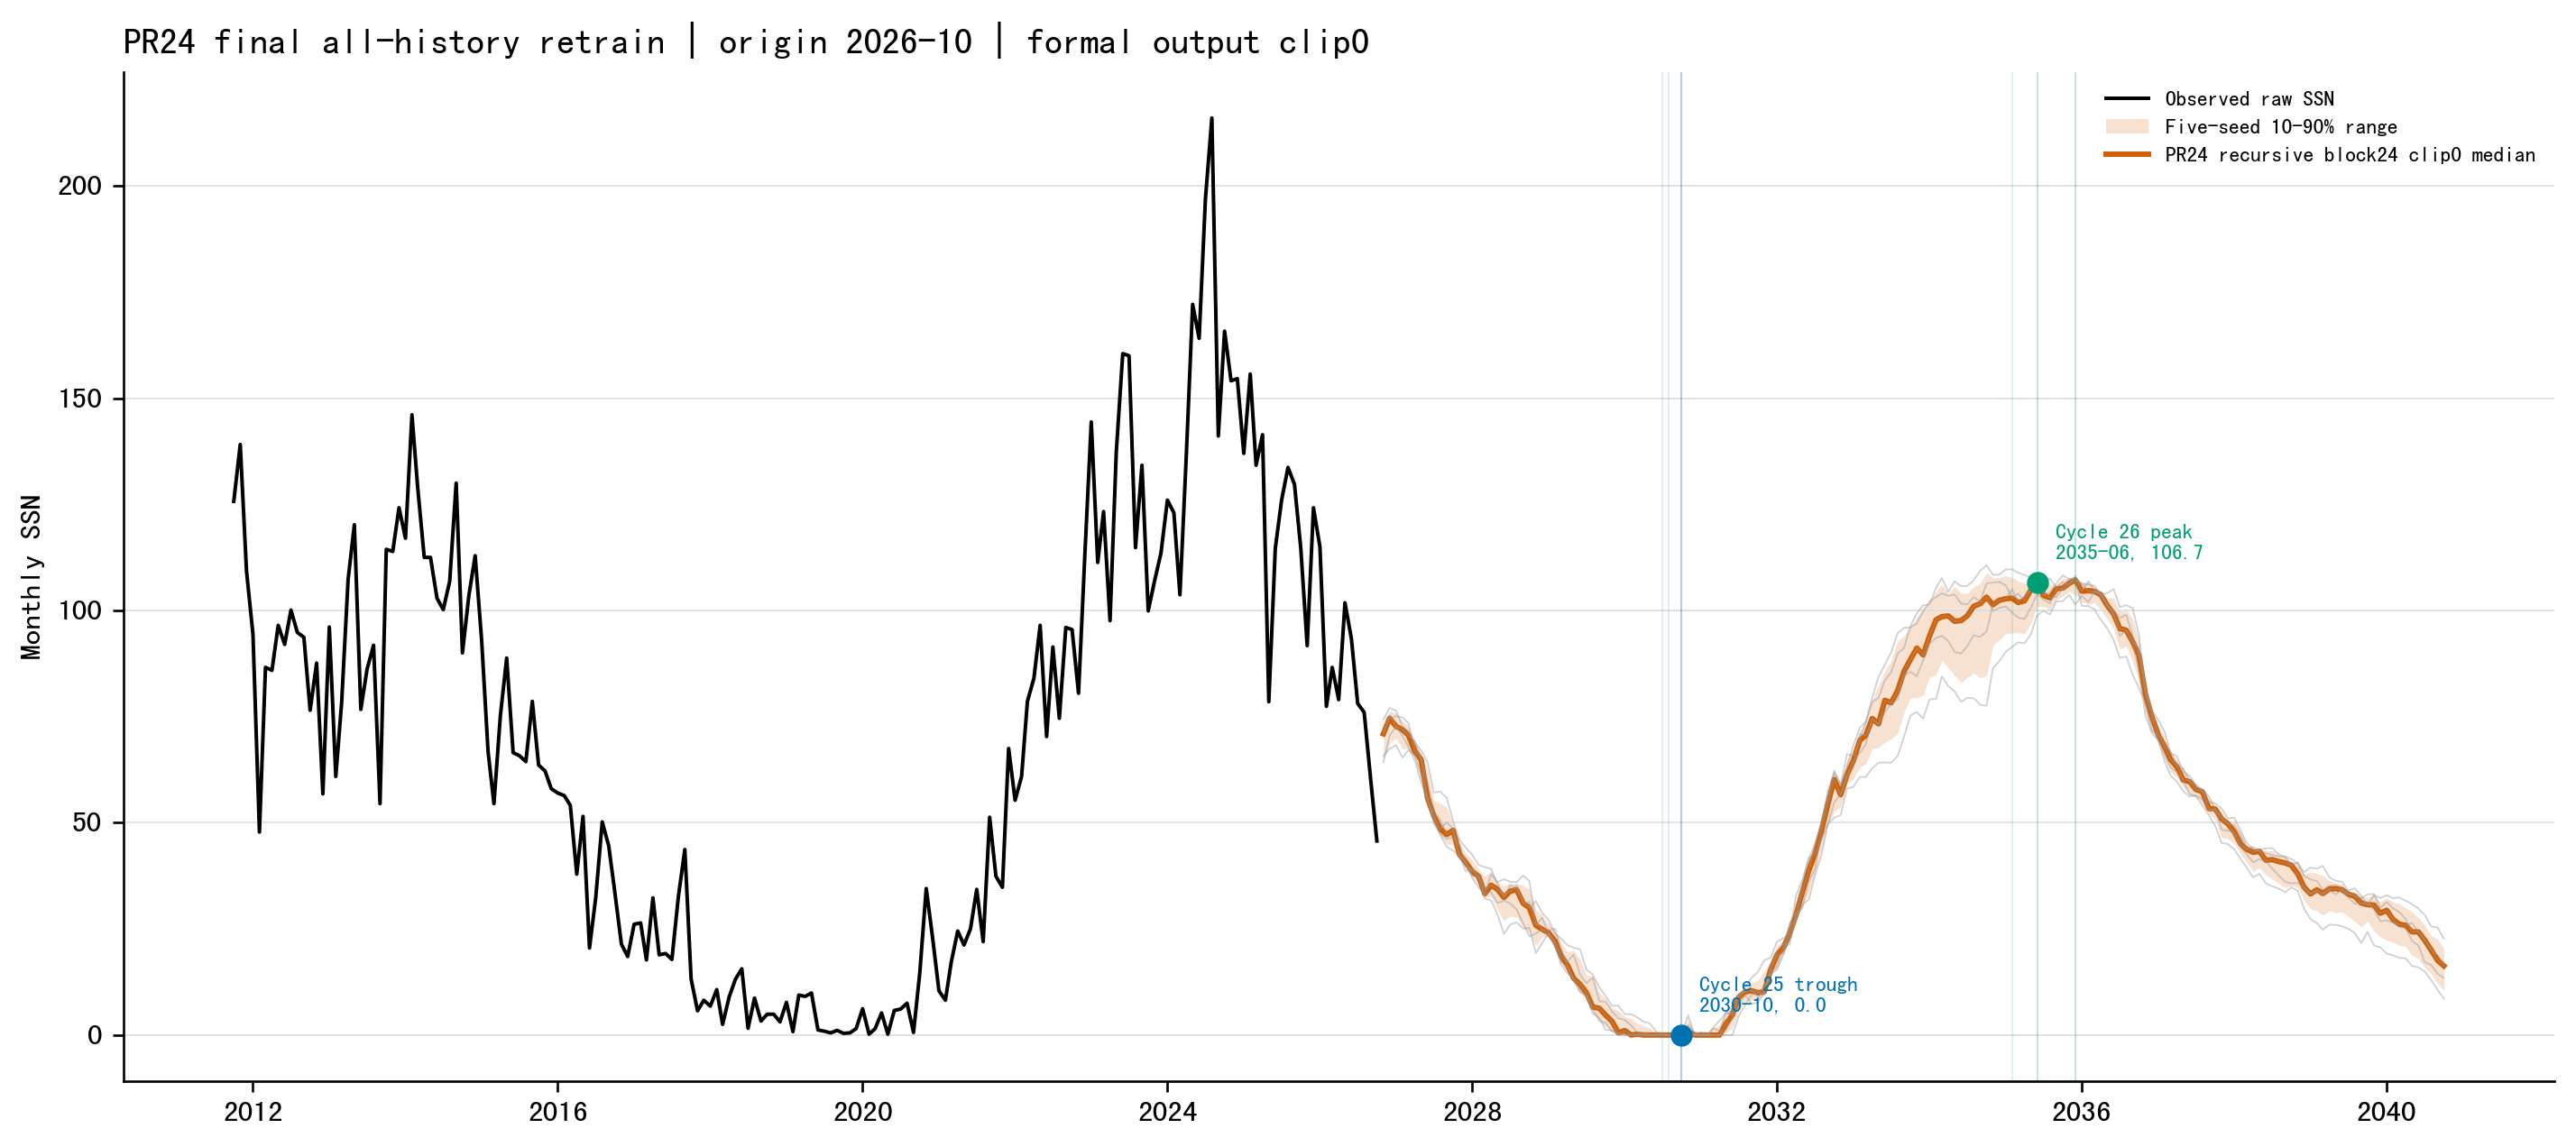 PR24 final all-history retrain | origin 2026-10 | formal output clip0
Observed raw SSN
Five-seed 10-90% range
PR24 recursive block24 clip0 median
Monthly SSN
200
150
100
50
0
Cycle 26 peak
2035-06, 106.7
Cycle 25 trough
2030-10, 0.0
2012
2016
2020
2024
2028
2032
2036
2040